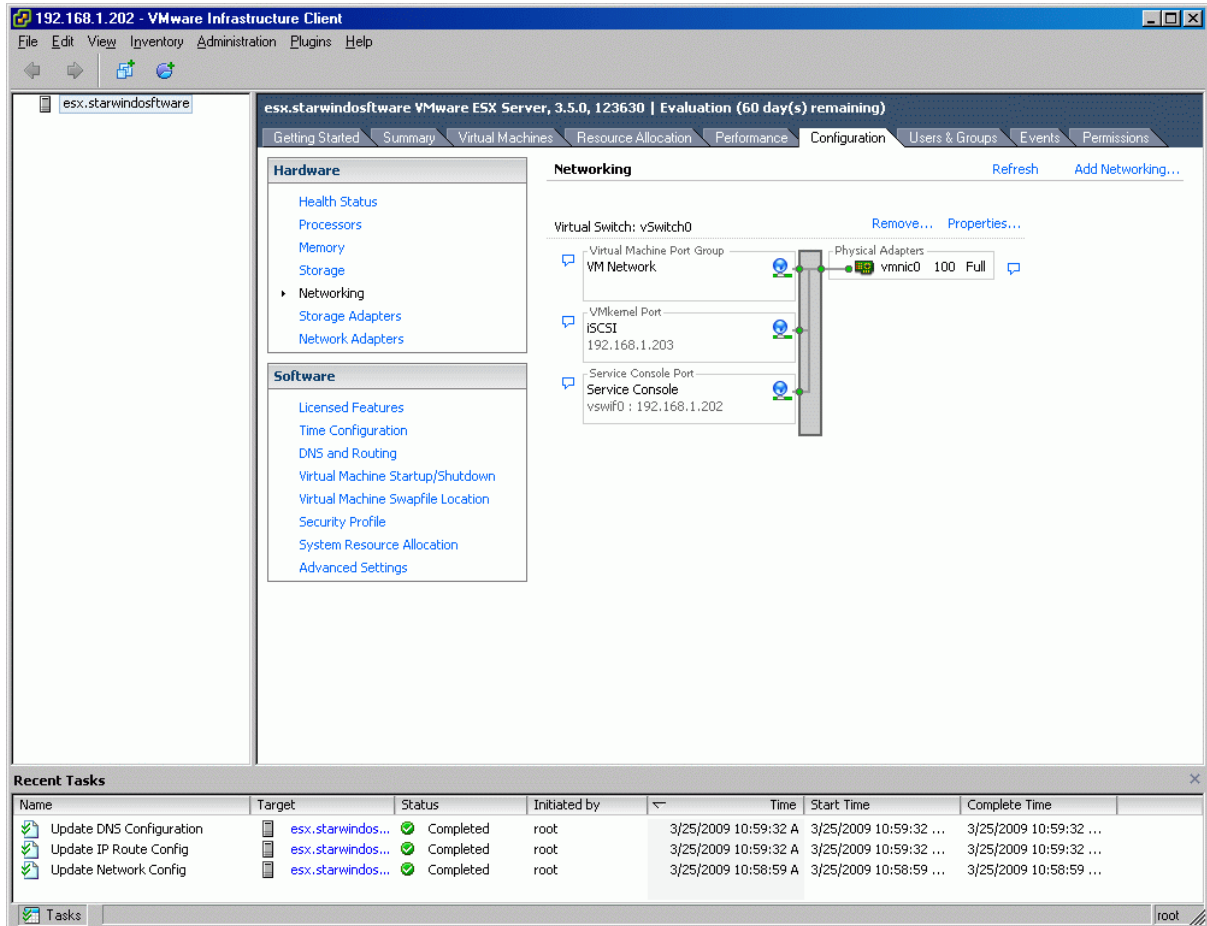 192.168.1.202 - VMware Infrastructure Client
File Edit View Inventory Administration Plugins Help
esx.starwindosftware
esx.starwindosftware VMware ESX Server, 3.5.0, 123630 | Evaluation (60 day(s) remaining)
Getting Started Summary Virtual Machines Resource Allocation Performance Configuration Users & Groups Events Permissions
Hardware
Health Status
Processors
Memory
Storage
Networking
Storage Adapters
Network Adapters
Software
Licensed Features
Time Configuration
DNS and Routing
Virtual Machine Startup/Shutdown
Virtual Machine Swapfile Location
Security Profile
System Resource Allocation
Advanced Settings
Networking Refresh Add Networking...
Virtual Switch: vSwitch0 Remove... Properties...
Virtual Machine Port Group
VM Network
Physical Adapters
vmnic0 100 Full
VMkernel Port
iSCSI
192.168.1.203
Service Console Port
Service Console
vswif0 : 192.168.1.202
Recent Tasks
Name Target Status Initiated by Time Start Time Complete Time
Update DNS Configuration esx.starwindos... Completed root 3/25/2009 10:59:32 A 3/25/2009 10:59:32 ... 3/25/2009 10:59:32 ...
Update IP Route Config esx.starwindos... Completed root 3/25/2009 10:59:32 A 3/25/2009 10:59:32 ... 3/25/2009 10:59:32 ...
Update Network Config esx.starwindos... Completed root 3/25/2009 10:58:59 A 3/25/2009 10:58:59 ... 3/25/2009 10:58:59 ...
Tasks root